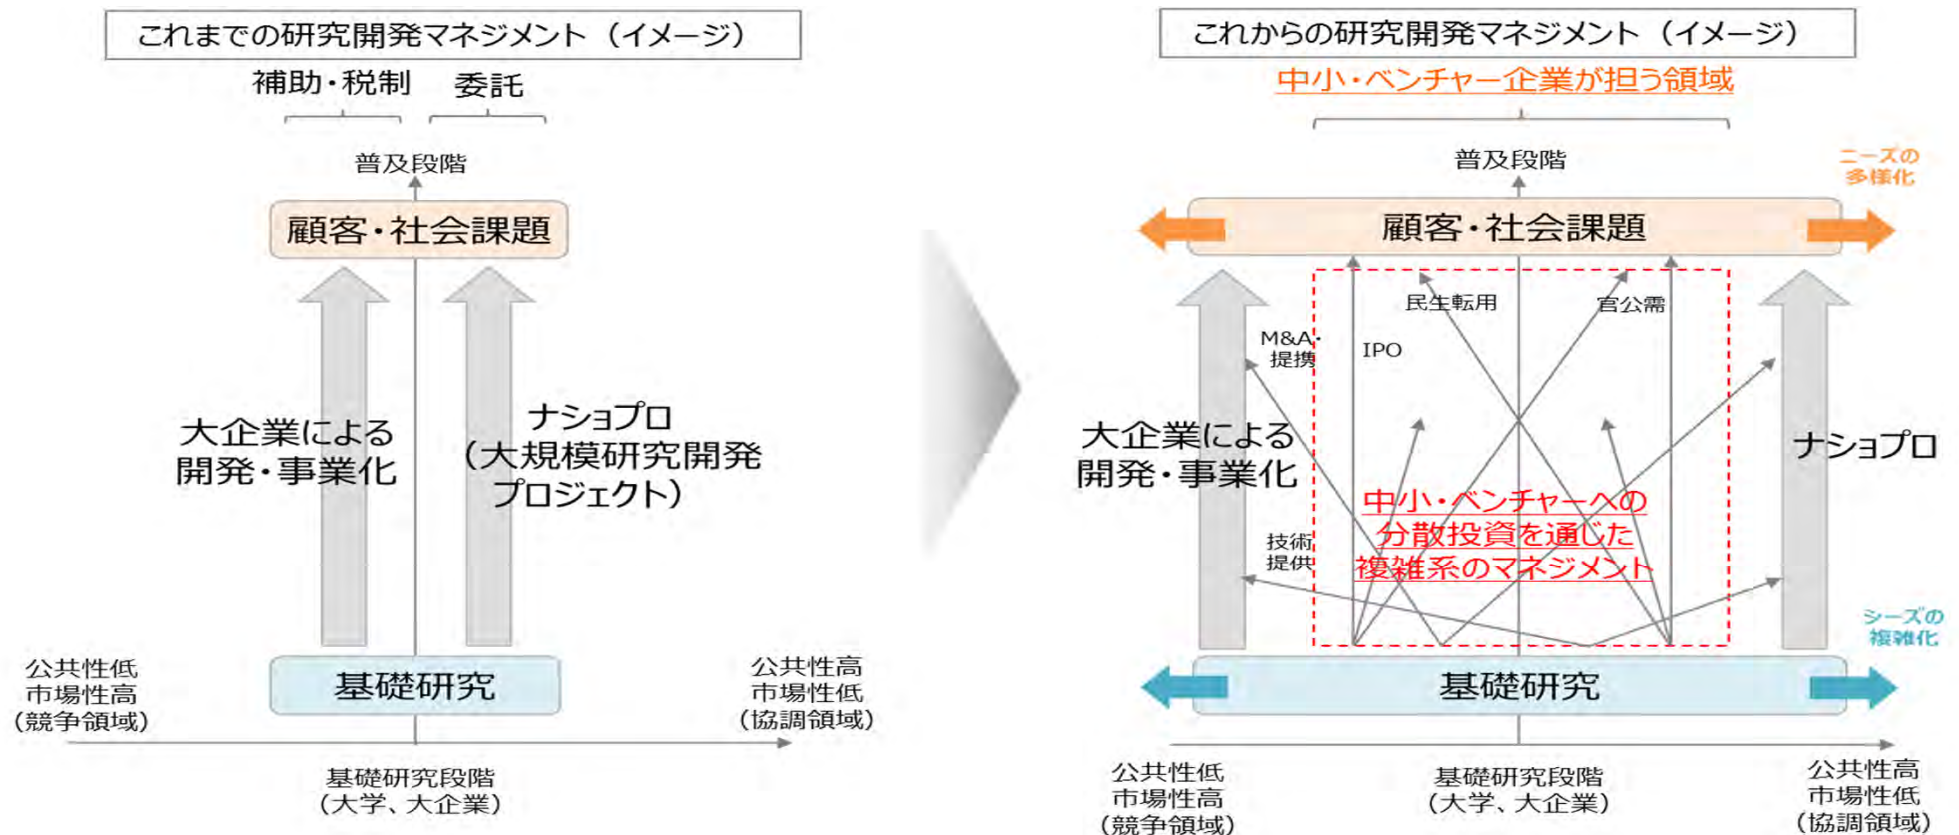 これまでの研究開発マネジメント（イメージ）
補助・税制
委託
普及段階
顧客・社会課題
大企業による
開発・事業化
ナショプロ
（大規模研究開発
プロジェクト）
基礎研究
公共性低
市場性高
（競争領域）
公共性高
市場性低
（協調領域）
基礎研究段階
（大学、大企業）
これからの研究開発マネジメント（イメージ）
中小・ベンチャー企業が担う領域
普及段階
ニーズの
多様化
顧客・社会課題
民生転用
官公需
M&A・
提携
IPO
大企業による
開発・事業化
ナショプロ
中小・ベンチャーへの
分散投資を通じた
複雑系のマネジメント
技術
提供
シーズの
複雑化
基礎研究
公共性低
市場性高
（競争領域）
基礎研究段階
（大学、大企業）
公共性高
市場性低
（協調領域）